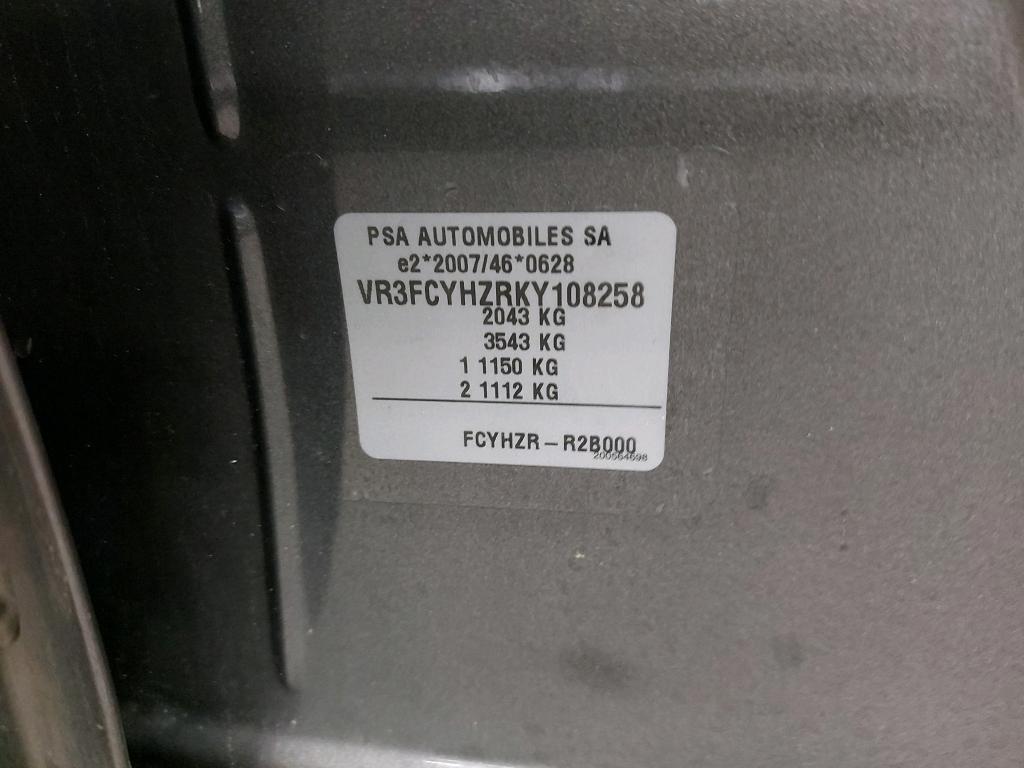 PSA AUTOMOBILES SA
e2*2007/46*0628
VR3FCYHZRKY108258
2043 KG
3543 KG
1 1150 KG
2 1112 KG
FCYHZR – R2B000
200564698